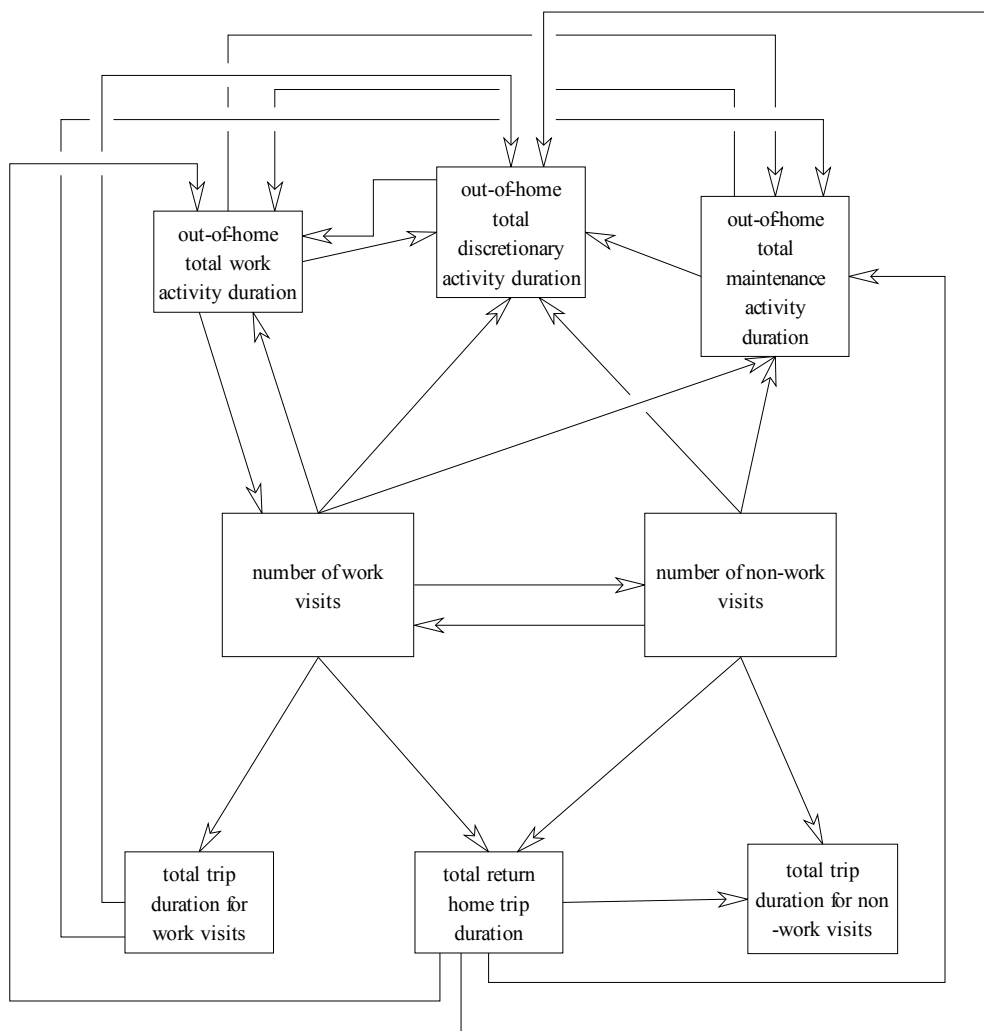 out-of-home
total work
activity duration
out-of-home
total
discretionary
activity duration
out-of-home
total
maintenance
activity
duration
number of work
visits
number of non-work
visits
total trip
duration for
work visits
total return
home trip
duration
total trip
duration for non
-work visits